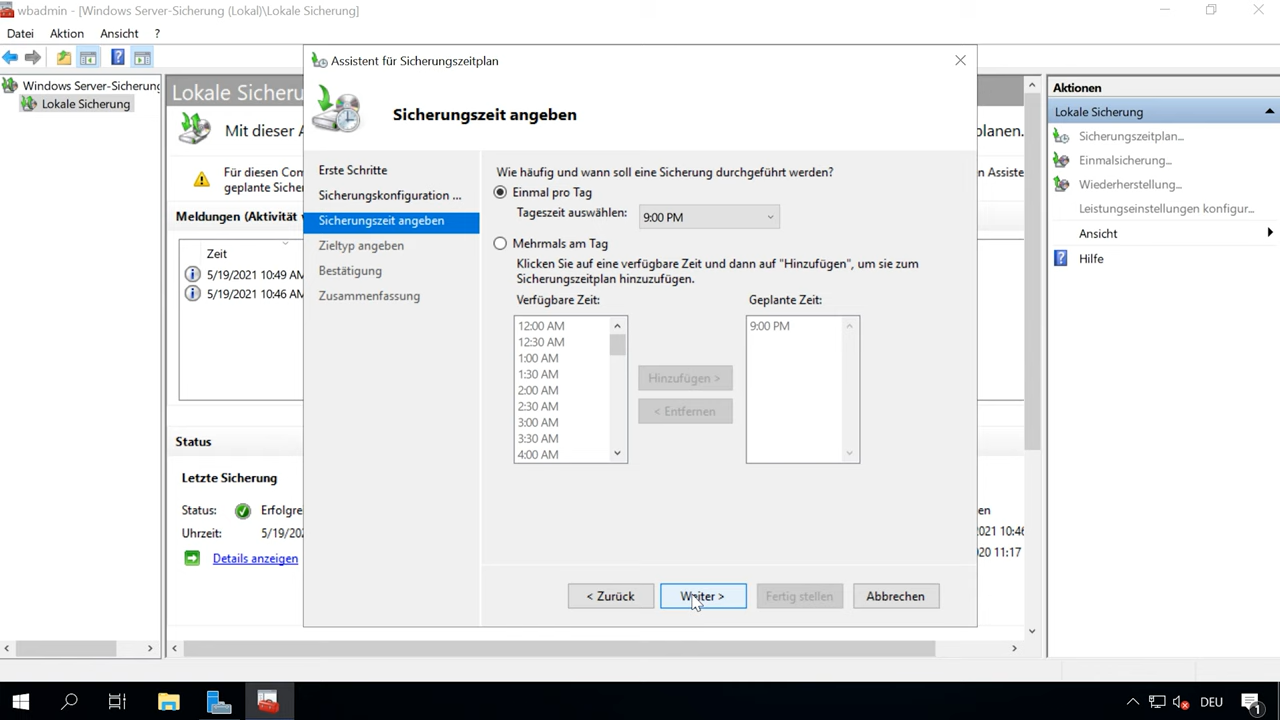 wbadmin - [Windows Server-Sicherung (Lokal)\Lokale Sicherung]
Datei Aktion Ansicht ?
Windows Server-Sicherung
Lokale Sicherung
Lokale Sicheru
Mit dieser A
planen.
Für diesen Com
geplante Siche
n Assiste
Meldungen (Aktivität v
Zeit
5/19/2021 10:49 AM
5/19/2021 10:46 AM
Status
Letzte Sicherung
Status: Erfolgre
en
Uhrzeit: 5/19/202
2021 10:46
Details anzeigen
020 11:17
Assistent für Sicherungszeitplan
Sicherungszeit angeben
Erste Schritte
Sicherungskonfiguration ...
Sicherungszeit angeben
Zieltyp angeben
Bestätigung
Zusammenfassung
Wie häufig und wann soll eine Sicherung durchgeführt werden?
Einmal pro Tag
Tageszeit auswählen: 9:00 PM
Mehrmals am Tag
Klicken Sie auf eine verfügbare Zeit und dann auf "Hinzufügen", um sie zum
Sicherungszeitplan hinzuzufügen.
Verfügbare Zeit:
12:00 AM
12:30 AM
1:00 AM
1:30 AM
2:00 AM
2:30 AM
3:00 AM
3:30 AM
4:00 AM
Hinzufügen >
< Entfernen
Geplante Zeit:
9:00 PM
< Zurück Weiter > Fertig stellen Abbrechen
Aktionen
Lokale Sicherung
Sicherungszeitplan...
Einmalsicherung...
Wiederherstellung...
Leistungseinstellungen konfigur...
Ansicht
Hilfe
DEU 1